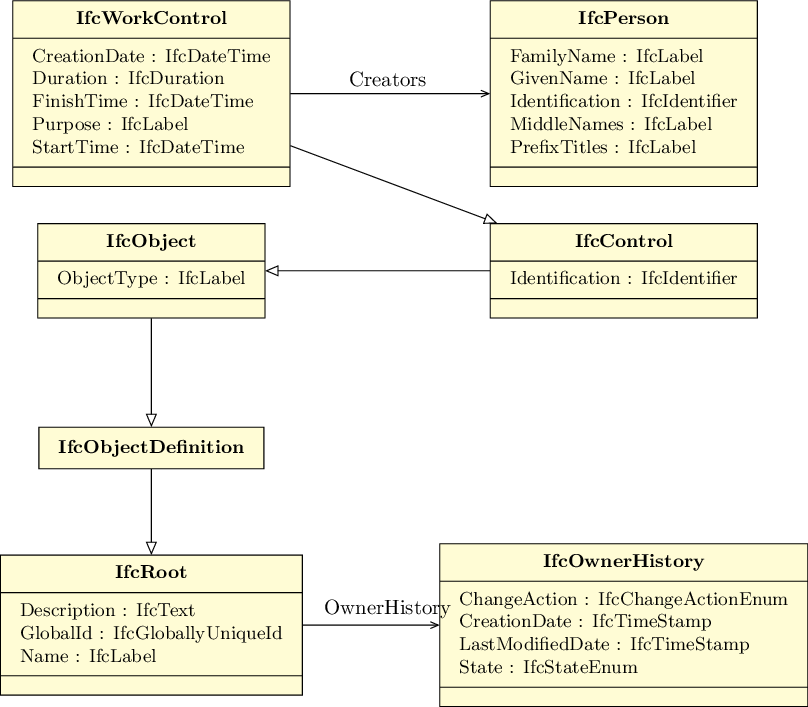 IfcWorkControl
CreationDate : IfcDateTime
Duration : IfcDuration
FinishTime : IfcDateTime
Purpose : IfcLabel
StartTime : IfcDateTime
Creators
IfcPerson
FamilyName : IfcLabel
GivenName : IfcLabel
Identification : IfcIdentifier
MiddleNames : IfcLabel
PrefixTitles : IfcLabel
IfcObject
ObjectType : IfcLabel
IfcControl
Identification : IfcIdentifier
IfcObjectDefinition
IfcRoot
Description : IfcText
GlobalId : IfcGloballyUniqueId
Name : IfcLabel
OwnerHistory
IfcOwnerHistory
ChangeAction : IfcChangeActionEnum
CreationDate : IfcTimeStamp
LastModifiedDate : IfcTimeStamp
State : IfcStateEnum